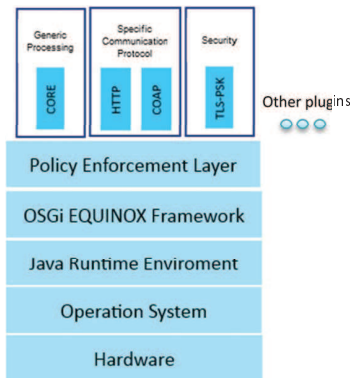 Generic
Processing
Specific
Communication
Protocol
Security
CORE
HTTP
COAP
TLS-PSK
Other plugins
Policy Enforcement Layer
OSGi EQUINOX Framework
Java Runtime Enviroment
Operation System
Hardware